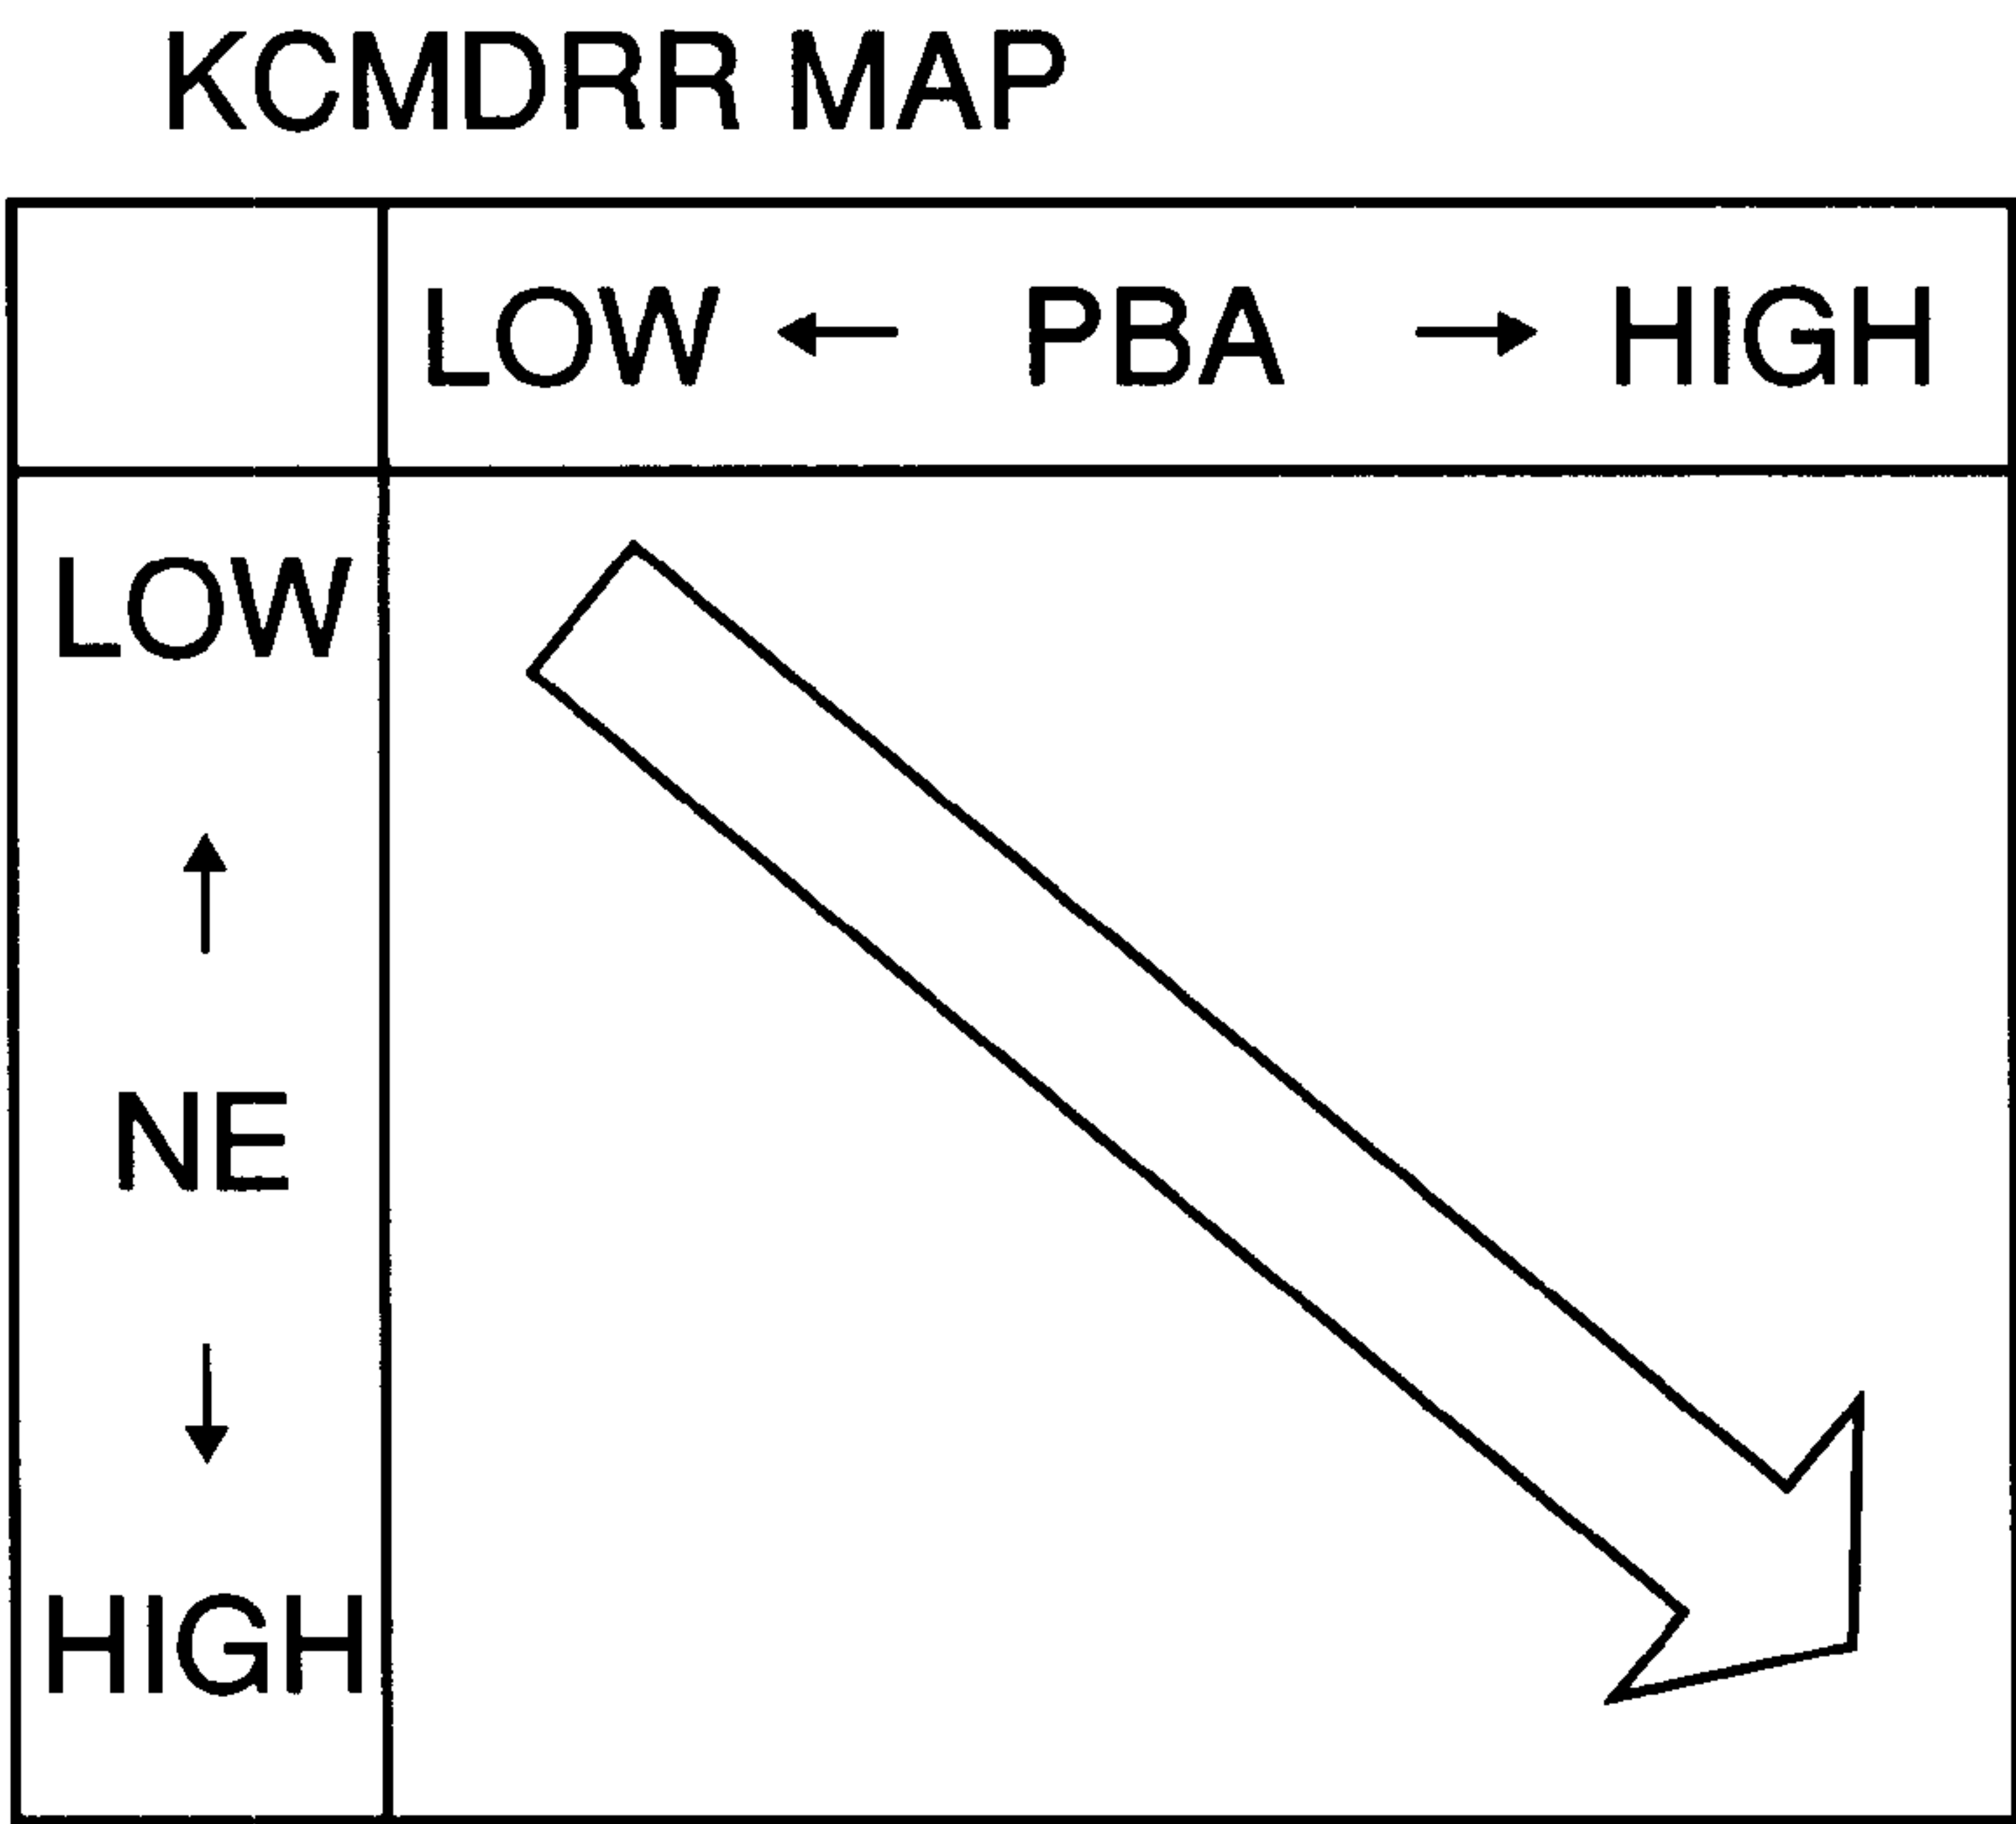 KCMDRR MAP
LOW ← PBA → HIGH
LOW
↑
NE
↓
HIGH